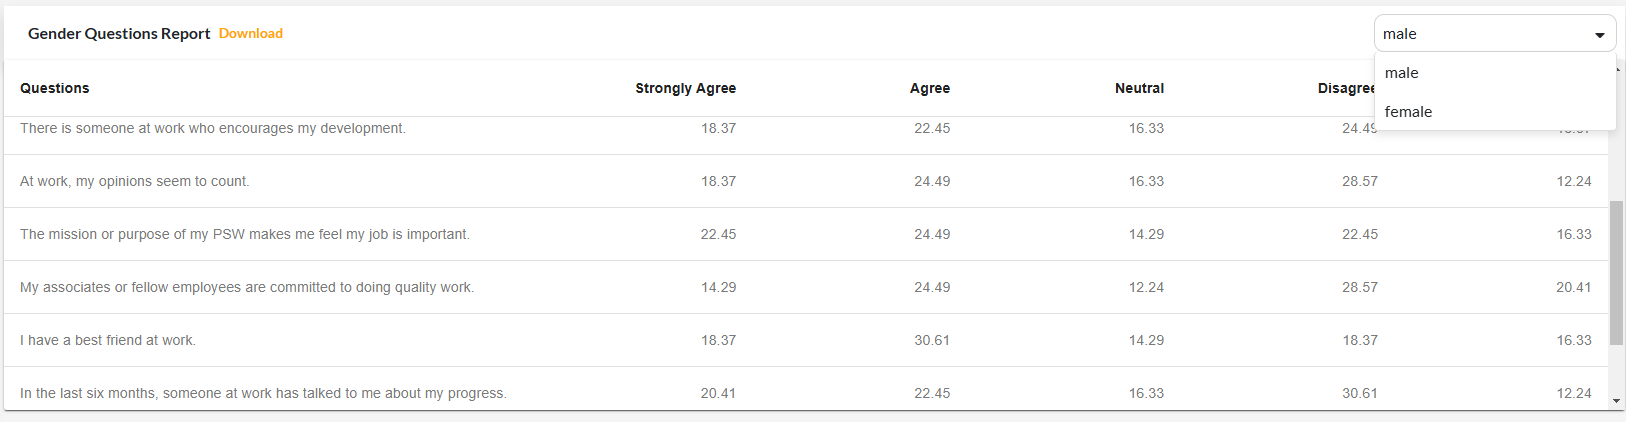 Gender Questions Report Download male
male
female
Questions Strongly Agree Agree Neutral Disagree
There is someone at work who encourages my development. 18.37 22.45 16.33 24.49
At work, my opinions seem to count. 18.37 24.49 16.33 28.57 12.24
The mission or purpose of my PSW makes me feel my job is important. 22.45 24.49 14.29 22.45 16.33
My associates or fellow employees are committed to doing quality work. 14.29 24.49 12.24 28.57 20.41
I have a best friend at work. 18.37 30.61 14.29 18.37 16.33
In the last six months, someone at work has talked to me about my progress. 20.41 22.45 16.33 30.61 12.24